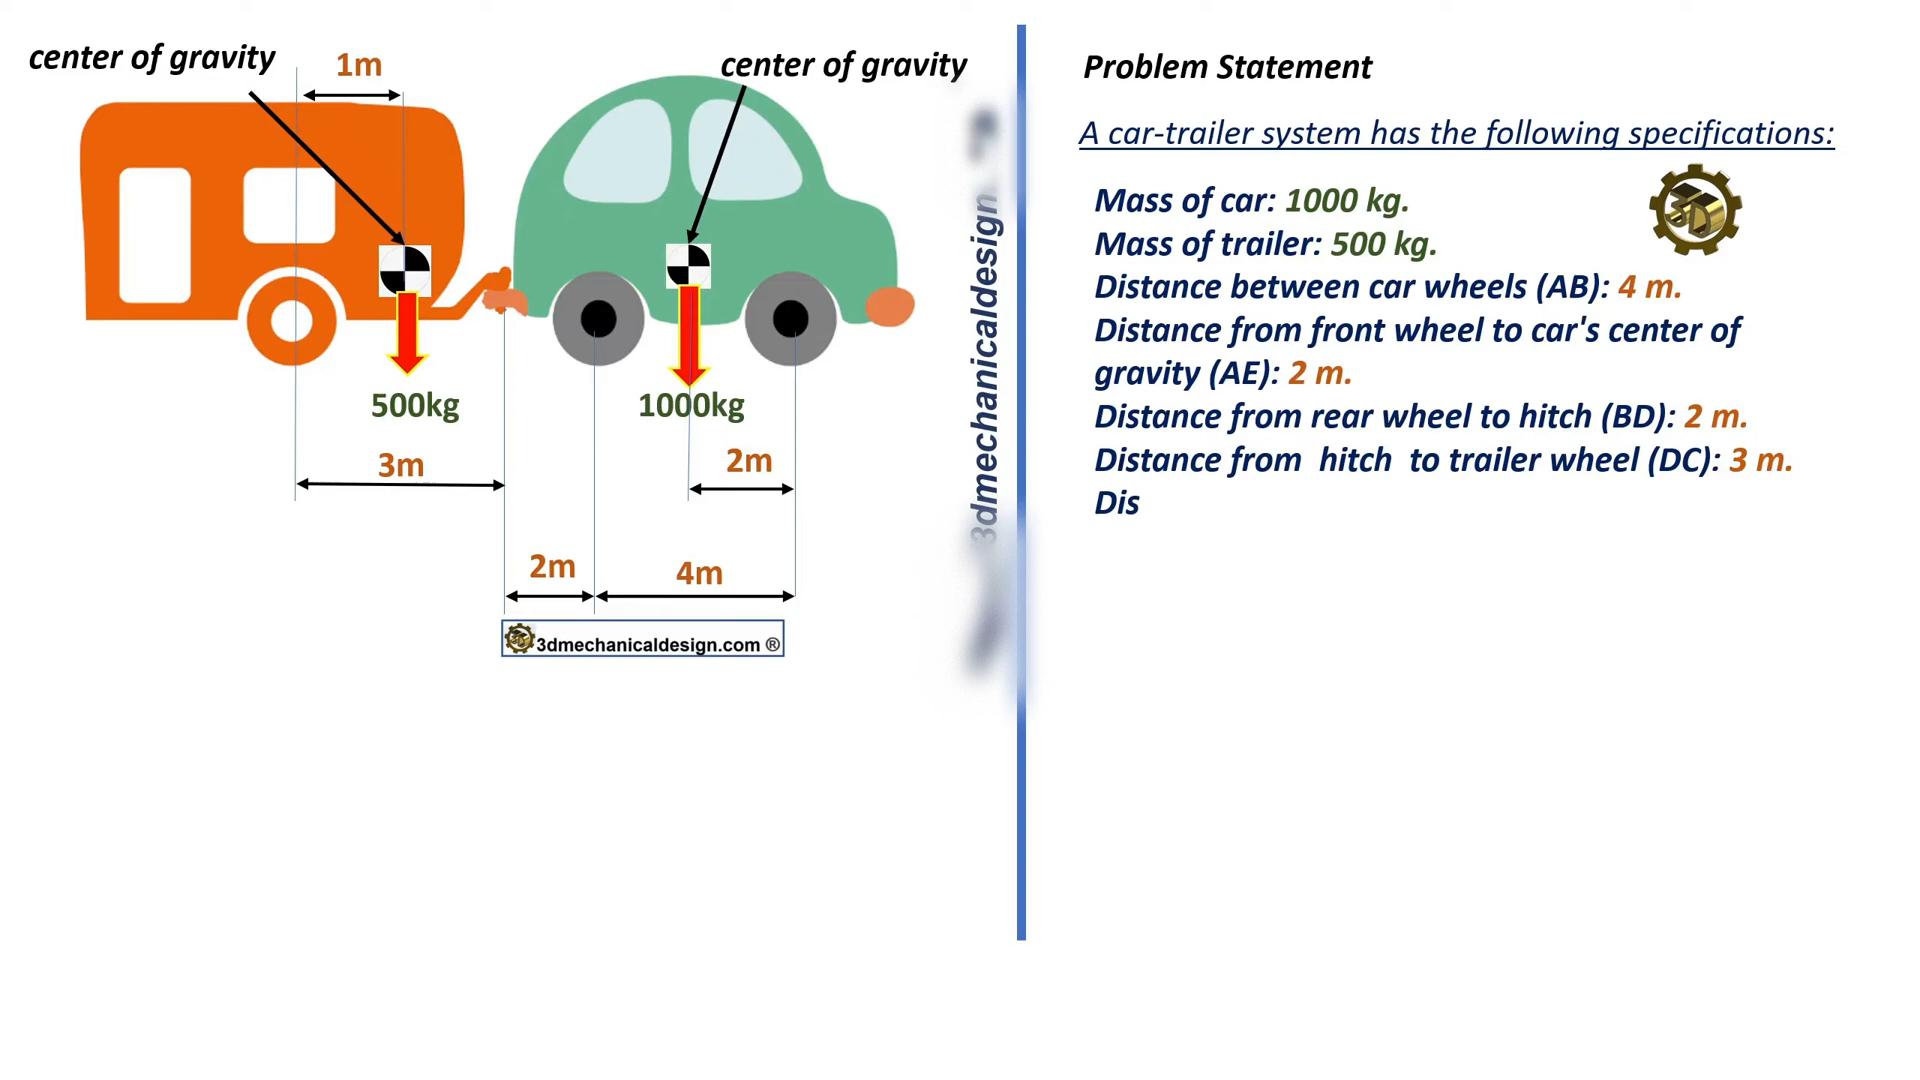 center of gravity
1m
center of gravity
500kg
1000kg
3m
2m
2m
4m
3dmechanicaldesign.com ®
3dmechanicaldesign
Problem Statement
A car-trailer system has the following specifications:
3D
Mass of car: 1000 kg.
Mass of trailer: 500 kg.
Distance between car wheels (AB): 4 m.
Distance from front wheel to car's center of
gravity (AE): 2 m.
Distance from rear wheel to hitch (BD): 2 m.
Distance from hitch to trailer wheel (DC): 3 m.
Dis